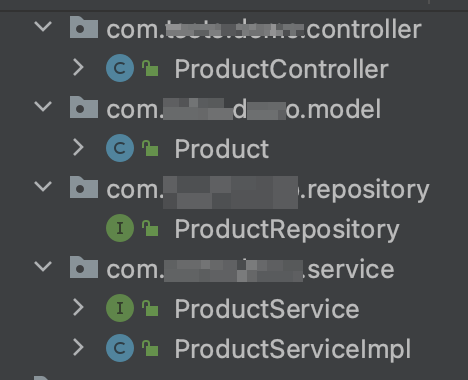 com..controller
C ProductController
com..model
C Product
com..repository
I ProductRepository
com..service
I ProductService
C ProductServiceImpl